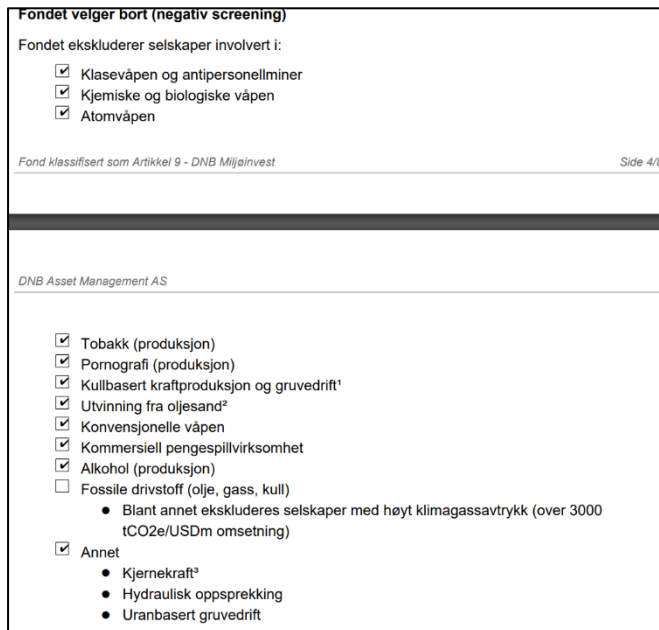 Fondet velger bort (negativ screening)
Fondet ekskluderer selskaper involvert i:
Klasevåpen og antipersonellminer
Kjemiske og biologiske våpen
Atomvåpen
Fond klassifisert som Artikkel 9 - DNB Miljøinvest Side 4/
DNB Asset Management AS
Tobakk (produksjon)
Pornografi (produksjon)
Kullbasert kraftproduksjon og gruvedrift¹
Utvinning fra oljesand²
Konvensjonelle våpen
Kommersiell pengespillvirksomhet
Alkohol (produksjon)
Fossile drivstoff (olje, gass, kull)
Blant annet ekskluderes selskaper med høyt klimagassavtrykk (over 3000
tCO2e/USDm omsetning)
Annet
Kjernekraft³
Hydraulisk oppsprekking
Uranbasert gruvedrift